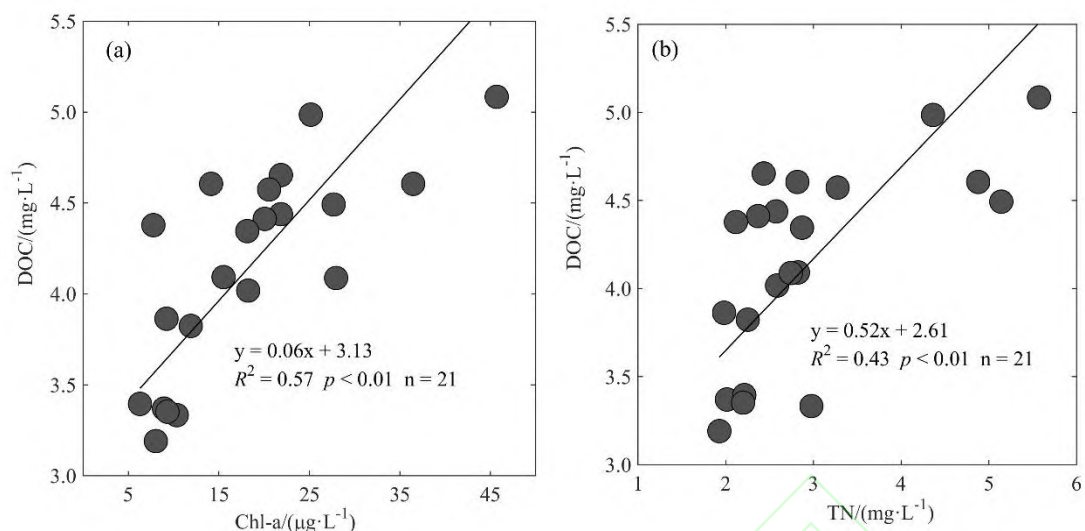 (a)
5.5
5.0
4.5
4.0
3.5
3.0
DOC/(mg·L⁻¹)
y = 0.06x + 3.13
R² = 0.57 p < 0.01 n = 21
5 15 25 35 45
Chl-a/(μg·L⁻¹)
(b)
5.5
5.0
4.5
4.0
3.5
3.0
DOC/(mg·L⁻¹)
y = 0.52x + 2.61
R² = 0.43 p < 0.01 n = 21
1 2 3 4 5 6
TN/(mg·L⁻¹)